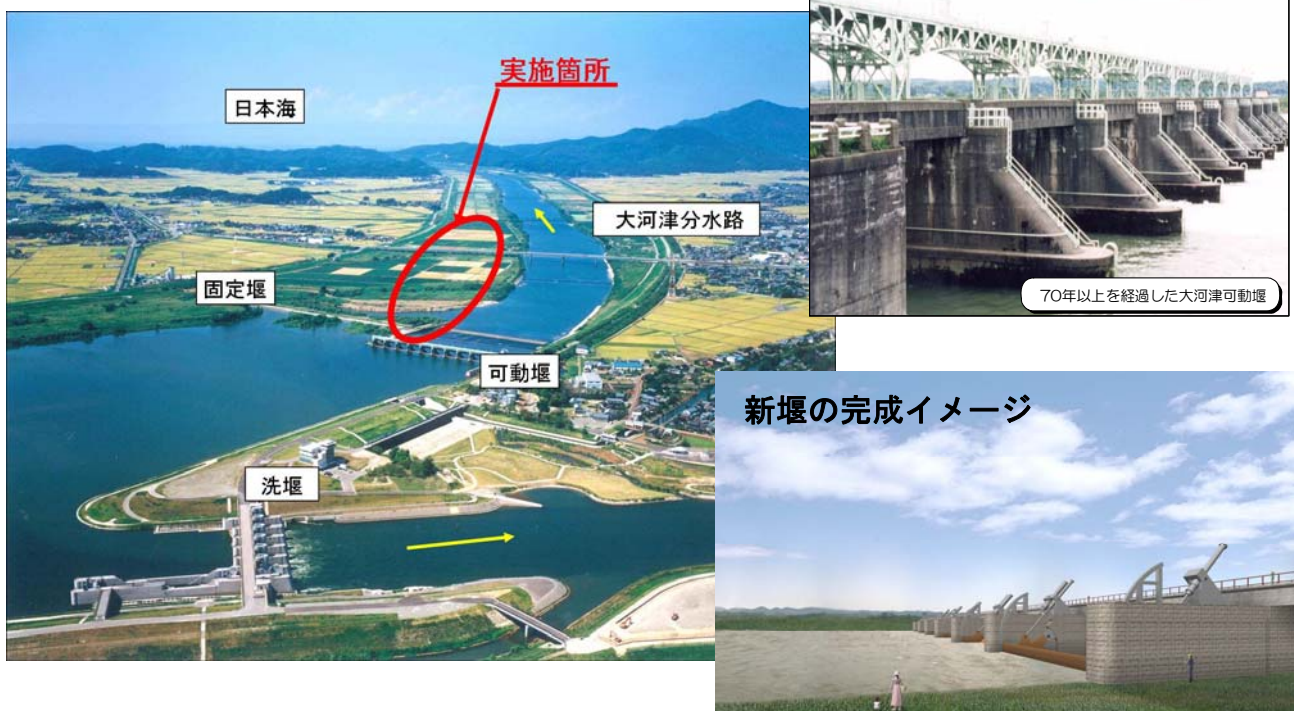 実施箇所
日本海
大河津分水路
固定堰
可動堰
洗堰
70年以上を経過した大河津可動堰
新堰の完成イメージ